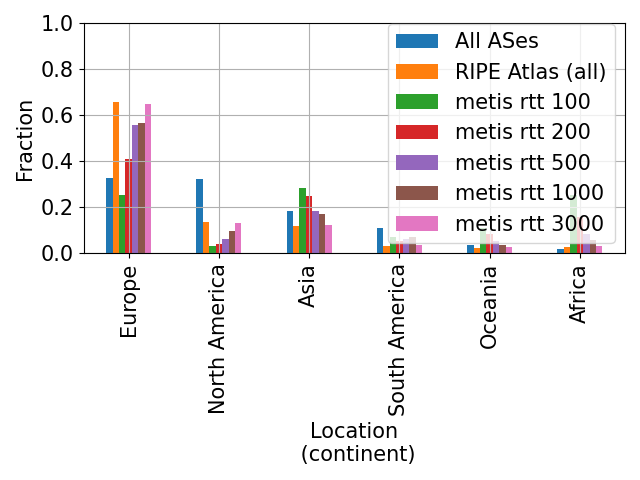 1.0
0.8
0.6
0.4
0.2
0.0
Fraction
All ASes
RIPE Atlas (all)
metis rtt 100
metis rtt 200
metis rtt 500
metis rtt 1000
metis rtt 3000
Europe
North America
Asia
South America
Oceania
Africa
Location
(continent)